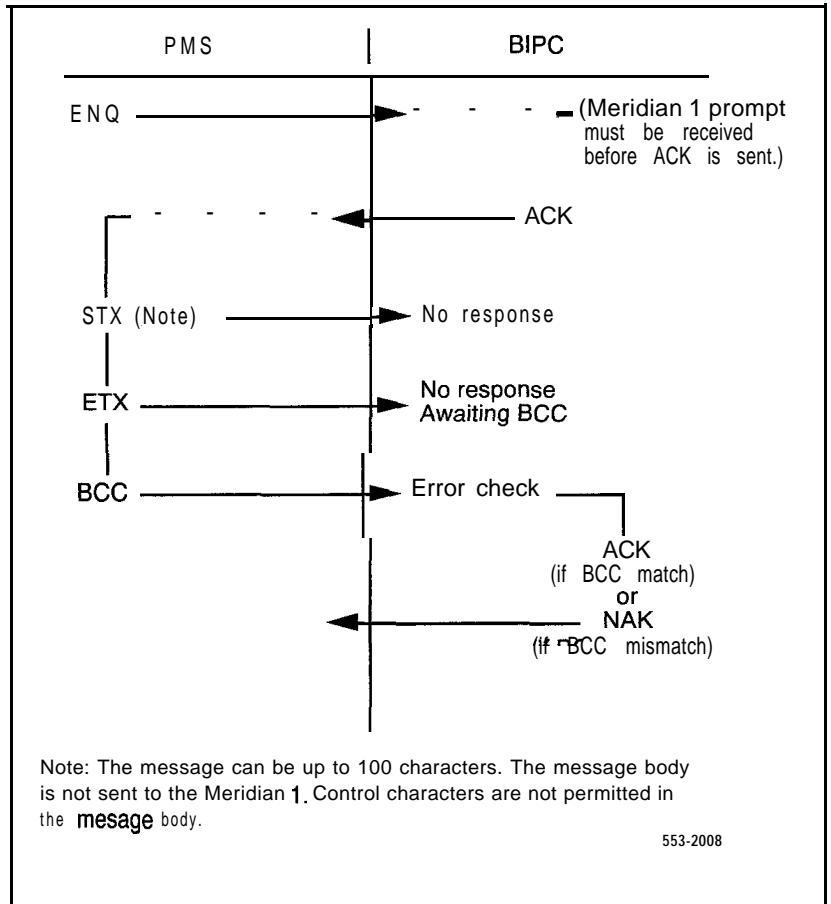 PMS BIPC
ENQ (Meridian 1 prompt
must be received
before ACK is sent.)
ACK
STX (Note) No response
ETX No response
Awaiting BCC
BCC Error check
ACK
(if BCC match)
or
NAK
(if BCC mismatch)
Note: The message can be up to 100 characters. The message body
is not sent to the Meridian 1. Control characters are not permitted in
the mesage body.
553-2008